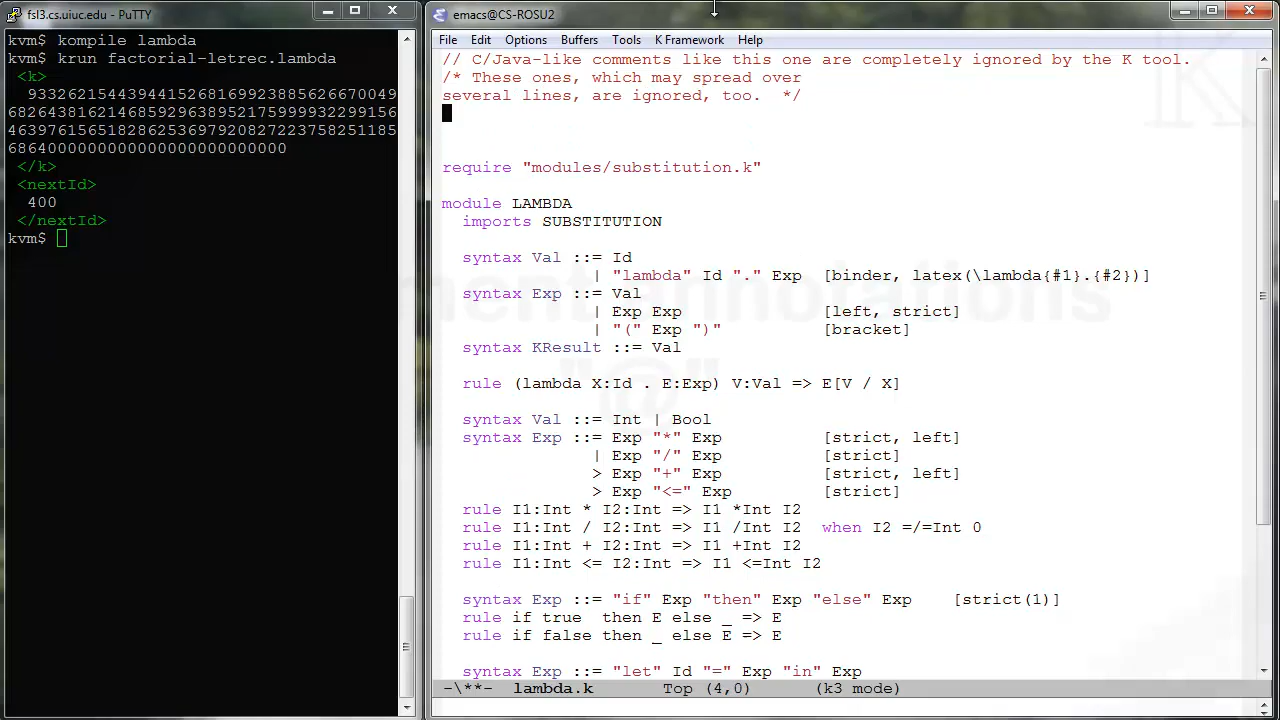 fsl3.cs.uiuc.edu - PuTTY
kvm$ kompile lambda
kvm$ krun factorial-letrec.lambda
<k>
9332621544394415268169923885626670049
682643816214685929638952175999932299156
463976156518286253697920827223758251185
6864000000000000000000000000
</k>
<nextId>
400
</nextId>
kvm$
emacs@CS-ROSU2
File Edit Options Buffers Tools K Framework Help
// C/Java-like comments like this one are completely ignored by the K tool.
/* These ones, which may spread over
several lines, are ignored, too.  */
require "modules/substitution.k"
module LAMBDA
imports SUBSTITUTION
syntax Val ::= Id
| "lambda" Id "." Exp  [binder, latex(\lambda{#1}.{#2})]
syntax Exp ::= Val
| Exp Exp              [left, strict]
| "(" Exp ")"          [bracket]
syntax KResult ::= Val
rule (lambda X:Id . E:Exp) V:Val => E[V / X]
syntax Val ::= Int | Bool
syntax Exp ::= Exp "*" Exp          [strict, left]
| Exp "/" Exp          [strict]
> Exp "+" Exp          [strict, left]
> Exp "<=" Exp         [strict]
rule I1:Int * I2:Int => I1 *Int I2
rule I1:Int / I2:Int => I1 /Int I2  when I2 =/=Int 0
rule I1:Int + I2:Int => I1 +Int I2
rule I1:Int <= I2:Int => I1 <=Int I2
syntax Exp ::= "if" Exp "then" Exp "else" Exp    [strict(1)]
rule if true  then E else _ => E
rule if false then _ else E => E
syntax Exp ::= "let" Id "=" Exp "in" Exp
-\**-  lambda.k       Top (4,0)      (k3 mode)